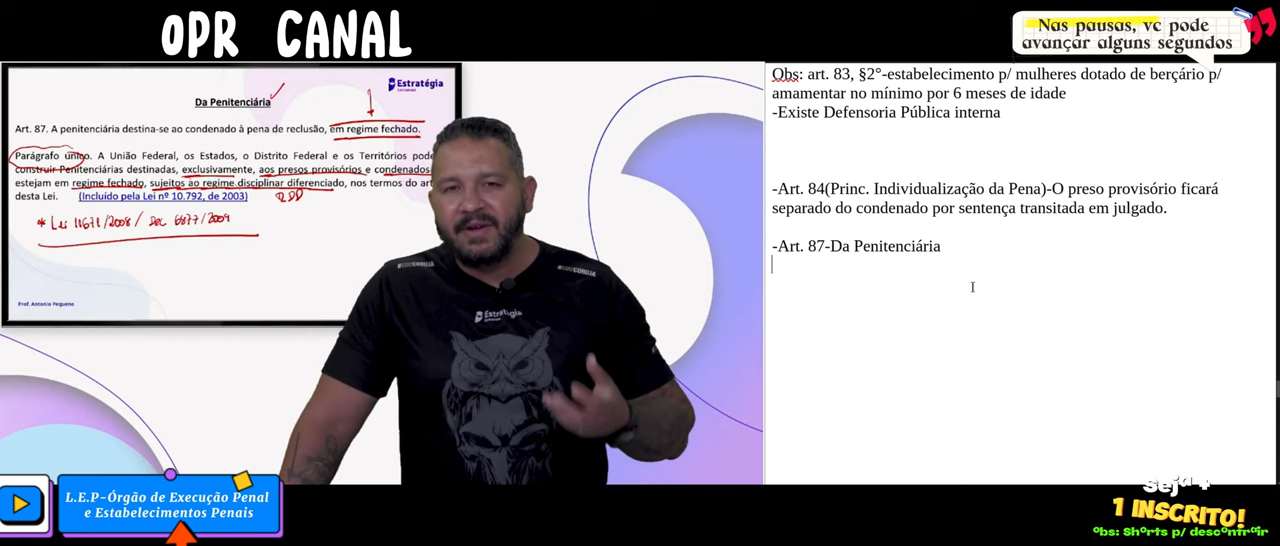 OPR CANAL
Nas pausas, vc pode
avançar alguns segundos
Estratégia
Concursos
Da Penitenciária
Art. 87. A penitenciária destina-se ao condenado à pena de reclusão, em regime fechado.
Parágrafo único. A União Federal, os Estados, o Distrito Federal e os Territórios pode
construir Penitenciárias destinadas, exclusivamente, aos presos provisórios e condenados
estejam em regime fechado, sujeitos ao regime disciplinar diferenciado, nos termos do art
desta Lei. (Incluído pela Lei nº 10.792, de 2003)
RDD
* Lei 11671/2008 / Dec 6877/2009
Prof. Antonio Pequeno
Estratégia
Obs: art. 83, §2°-estabelecimento p/ mulheres dotado de berçário p/
amamentar no mínimo por 6 meses de idade
-Existe Defensoria Pública interna
-Art. 84(Princ. Individualização da Pena)-O preso provisório ficará
separado do condenado por sentença transitada em julgado.
-Art. 87-Da Penitenciária
L.E.P-Órgão de Execução Penal
e Estabelecimentos Penais
Seja +
1 INSCRITO!
obs: Shorts p/ descontrair